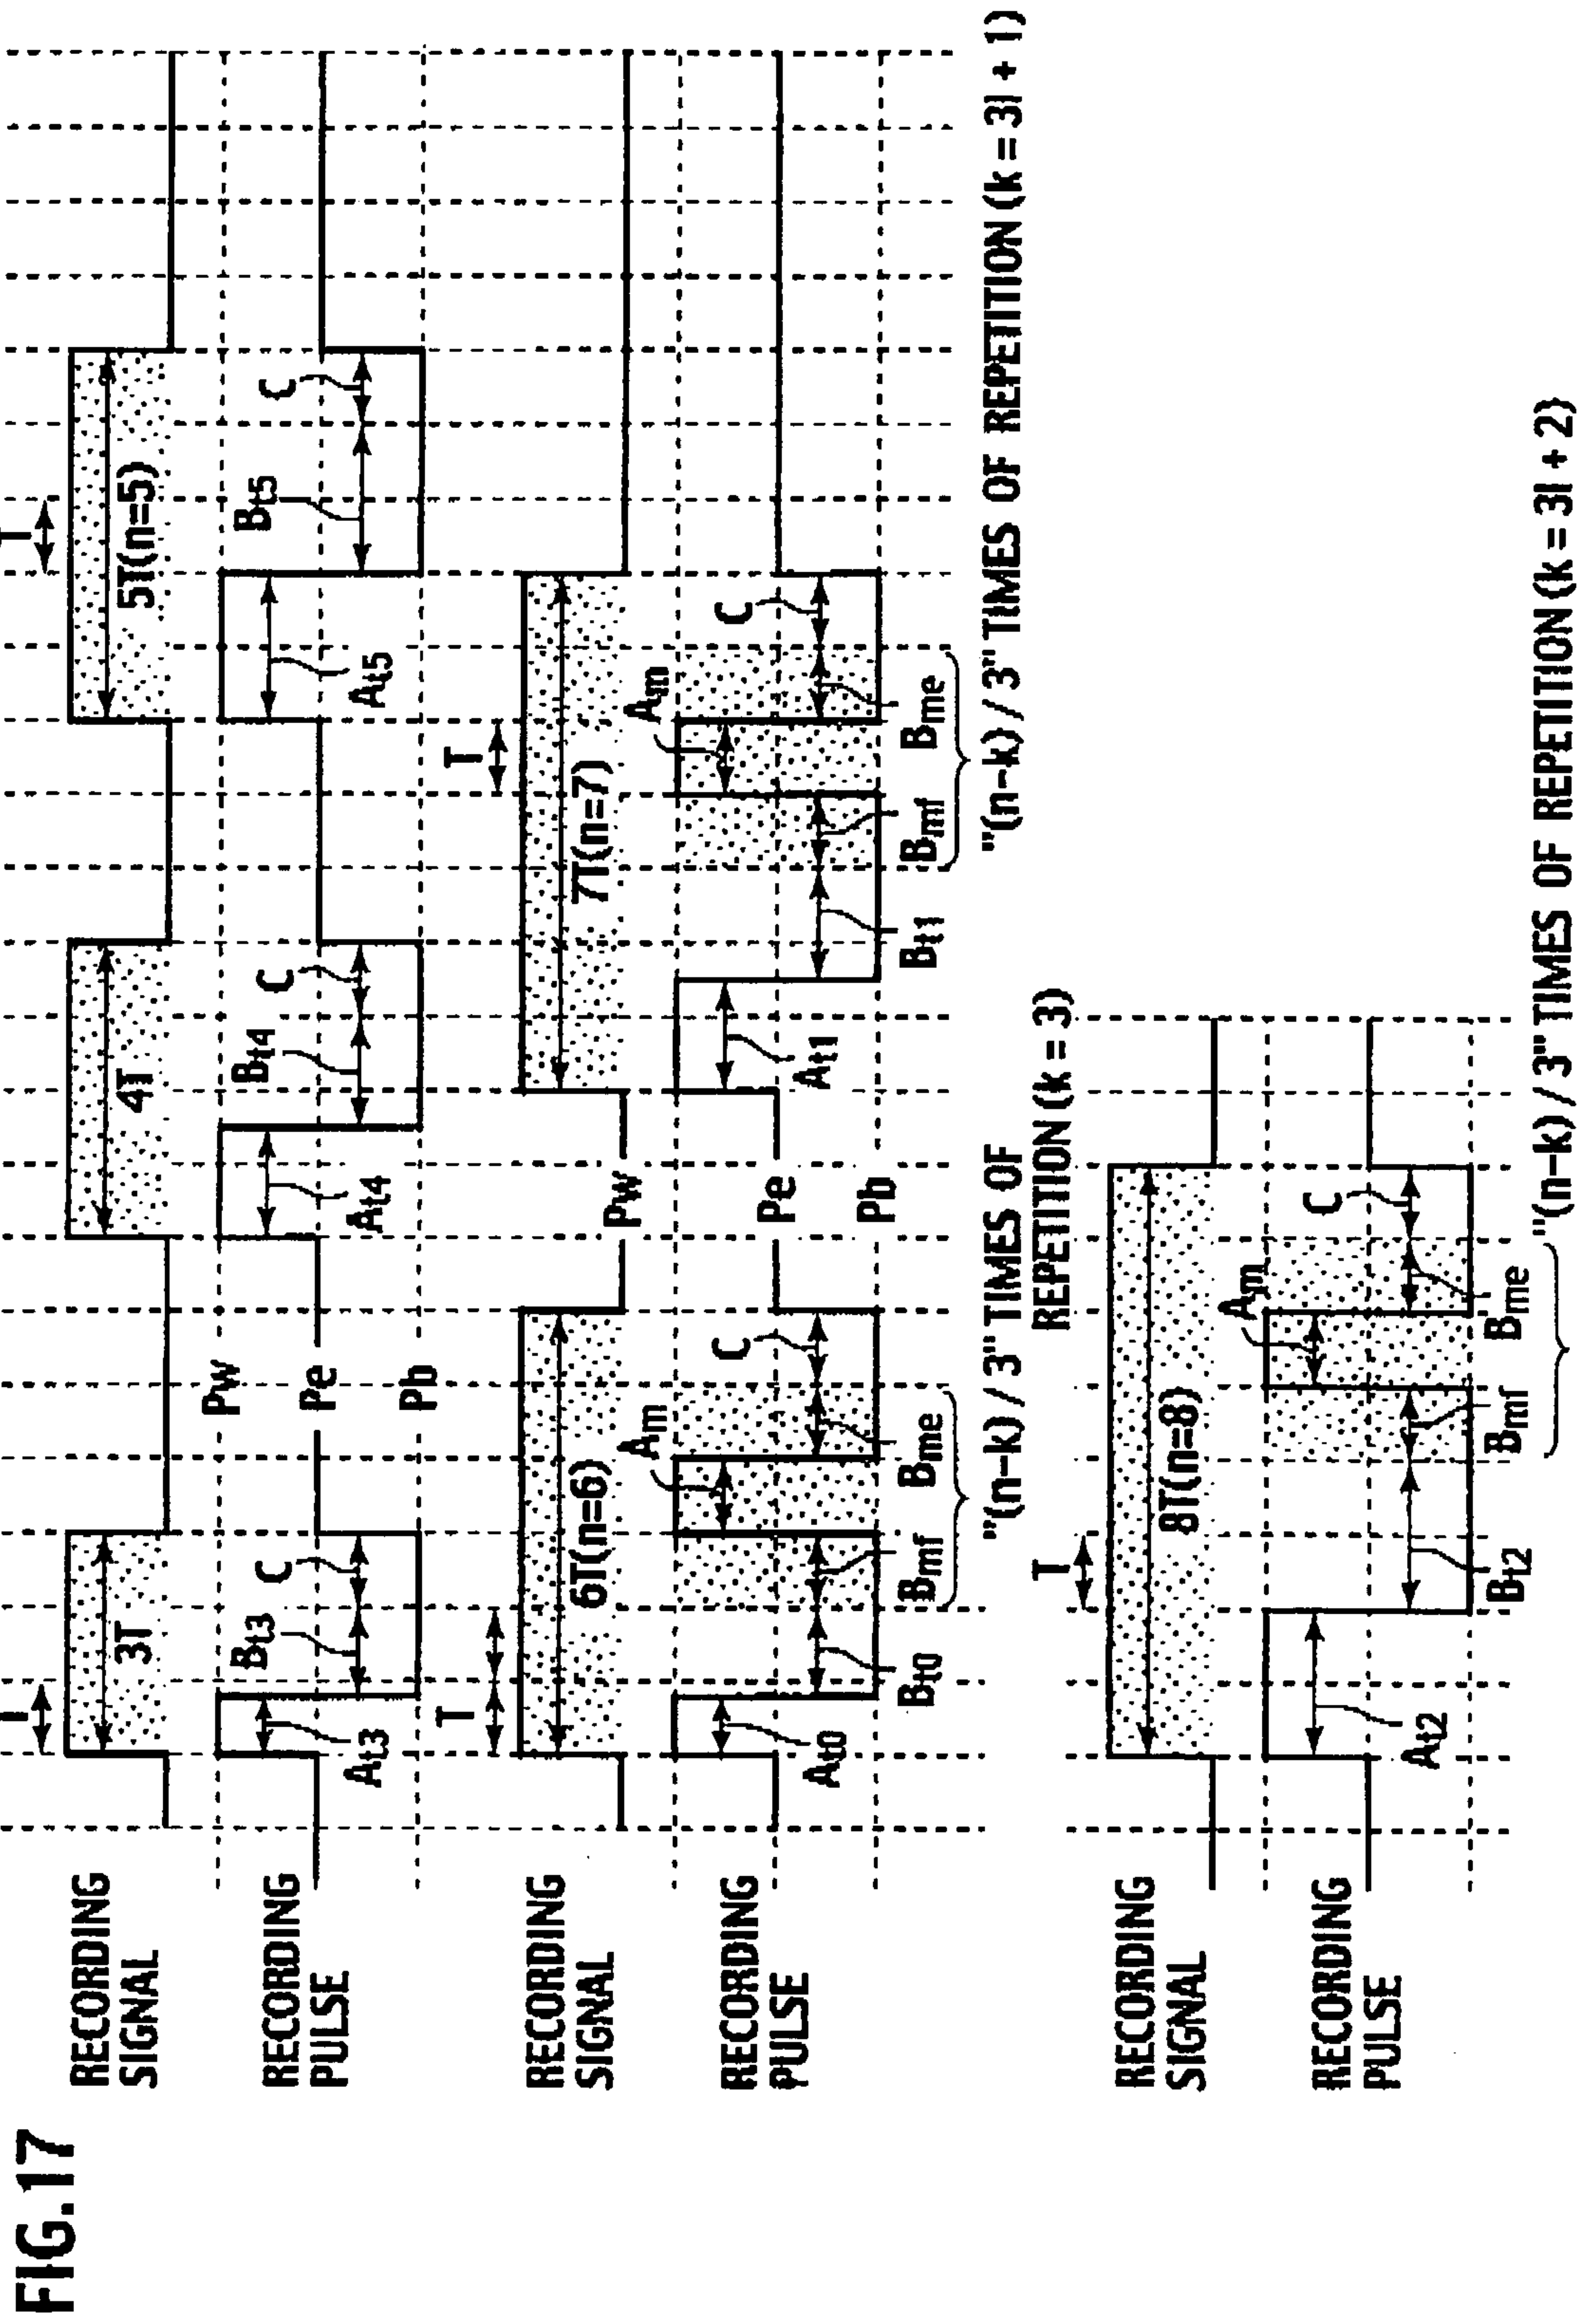 FIG.17
RECORDING
SIGNAL
T
3T
4T
T
5T(n=5)
RECORDING
PULSE
Pw
Pe
Pb
At3
Bt3
C
At4
Bt4
C
At5
Bt5
C
RECORDING
SIGNAL
T
6T(n=6)
T
7T(n=7)
RECORDING
PULSE
Pw
Pe
Pb
At0
Bt0
Bmf
Am
Bme
C
At1
Bt1
Bmf
Am
Bme
C
"(n-k) / 3" TIMES OF
REPETITION (k = 3)
"(n-k) / 3" TIMES OF REPETITION (k = 3l + 1)
RECORDING
SIGNAL
T
8T(n=8)
RECORDING
PULSE
At2
Bt2
Bmf
Am
Bme
C
"(n-k) / 3" TIMES OF REPETITION (k = 3l + 2)